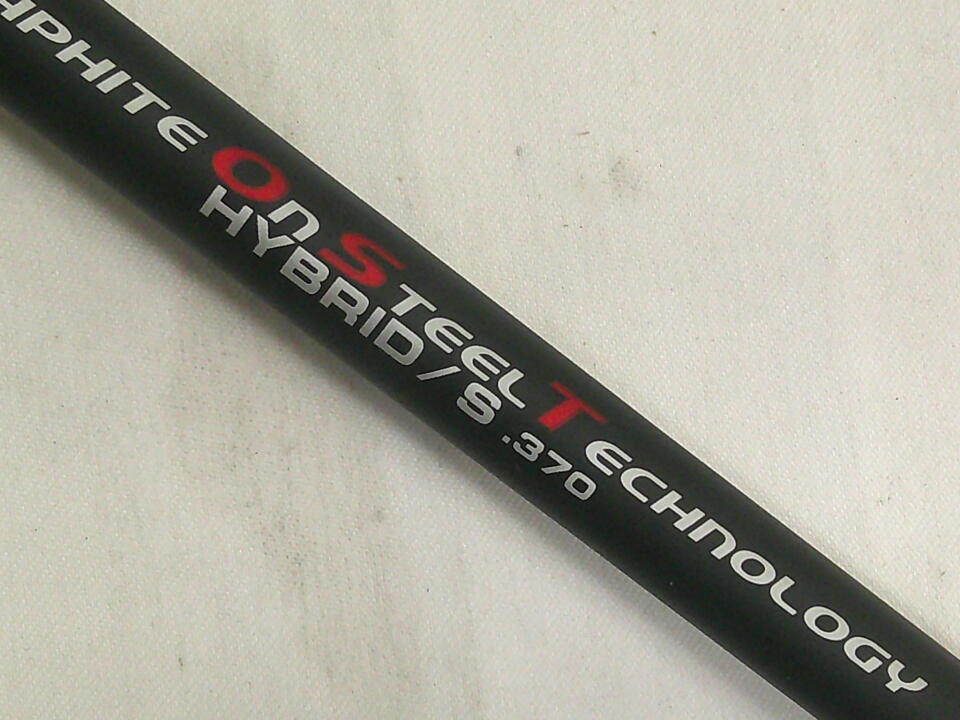 APHITE OnSTEEL TECHNOLOGY
HYBRID/S .370